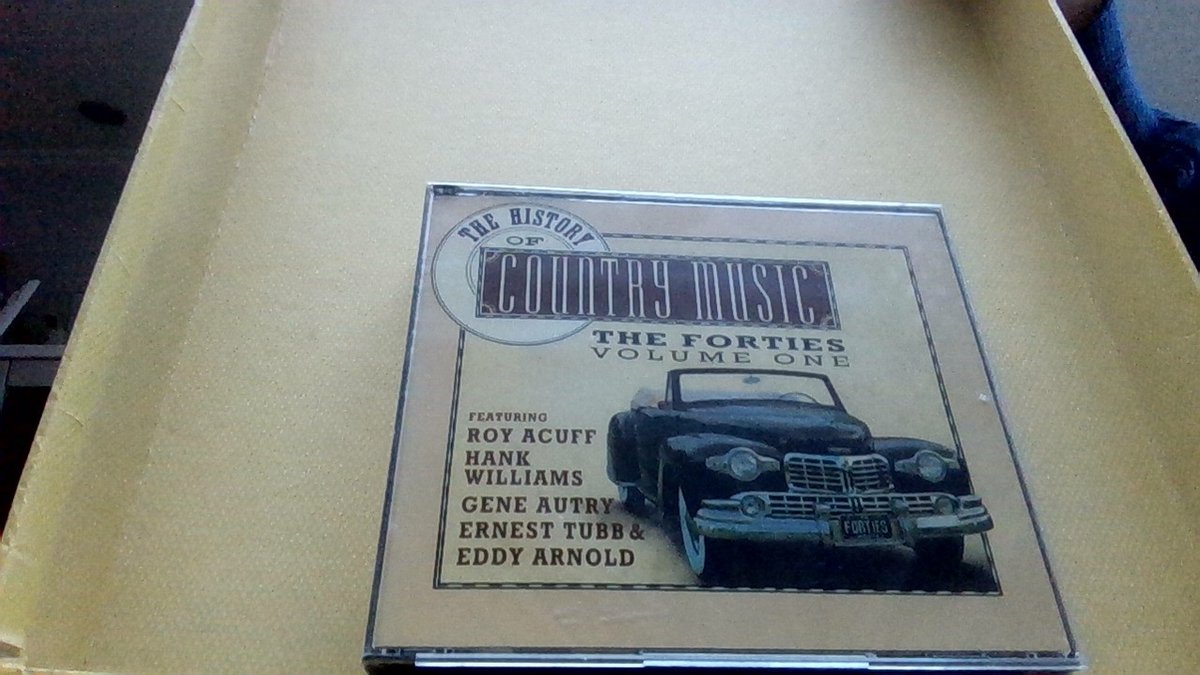 THE HISTORY
OF
COUNTRY MUSIC
THE FORTIES
VOLUME ONE
FEATURING
ROY ACUFF
HANK
WILLIAMS
GENE AUTRY
ERNEST TUBB &
EDDY ARNOLD
FORTIES